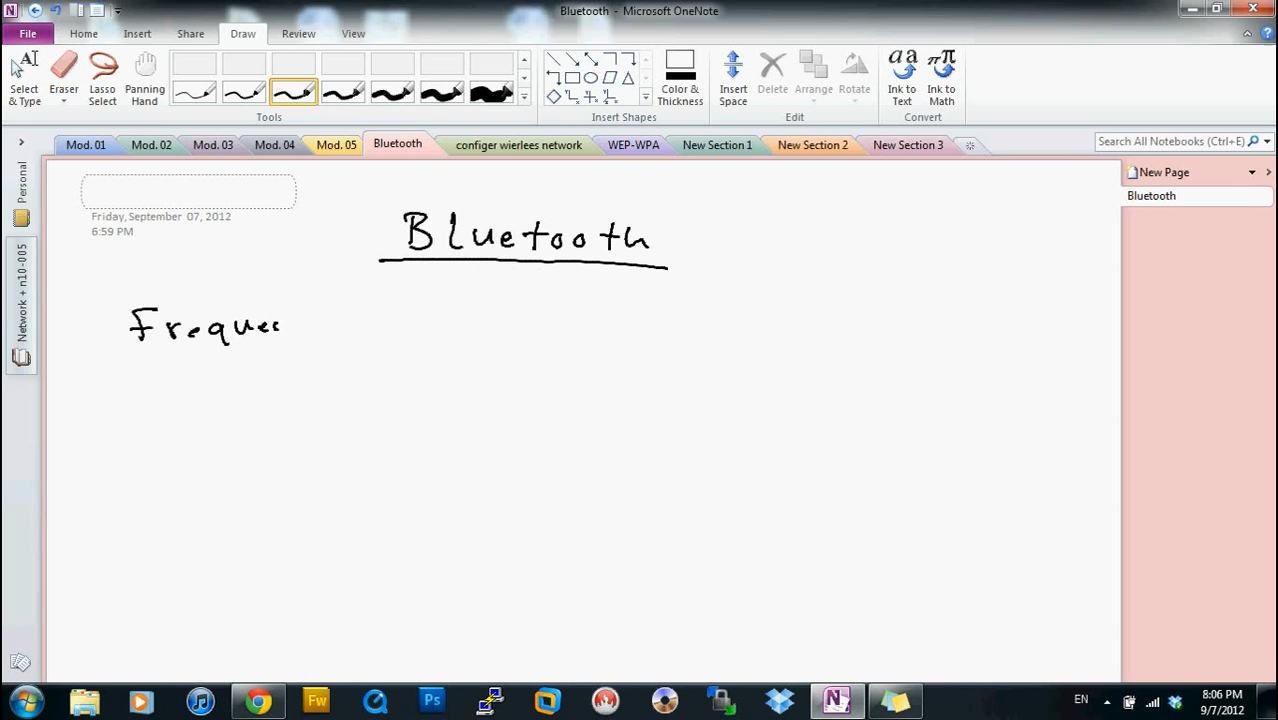 Bluetooth - Microsoft OneNote
File Home Insert Share Draw Review View
Select & Type
Eraser
Lasso Select
Panning Hand
Color & Thickness
Insert Space
Delete
Arrange
Rotate
Ink to Text
Ink to Math
Tools
Insert Shapes
Edit
Convert
Mod. 01 Mod. 02 Mod. 03 Mod. 04 Mod. 05 Bluetooth configer wierlees network WEP-WPA New Section 1 New Section 2 New Section 3
Search All Notebooks (Ctrl+E)
Personal
Network + n10-005
New Page
Bluetooth
Friday, September 07, 2012
6:59 PM
Bluetooth
Frequec
EN
8:06 PM
9/7/2012
Fw
Ps